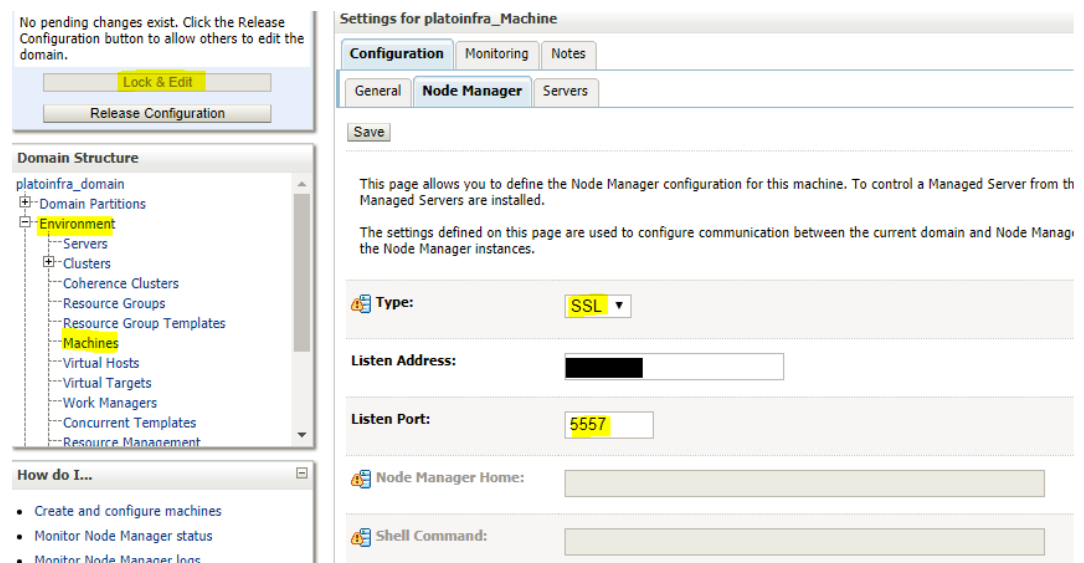 No pending changes exist. Click the Release
Configuration button to allow others to edit the
domain.
Lock & Edit
Release Configuration
Domain Structure
platoinfra_domain
Domain Partitions
Environment
Servers
Clusters
Coherence Clusters
Resource Groups
Resource Group Templates
Machines
Virtual Hosts
Virtual Targets
Work Managers
Concurrent Templates
Resource Management
How do I...
Create and configure machines
Monitor Node Manager status
Monitor Node Manager logs
Settings for platoinfra_Machine
Configuration Monitoring Notes
General Node Manager Servers
Save
This page allows you to define the Node Manager configuration for this machine. To control a Managed Server from th
Managed Servers are installed.
The settings defined on this page are used to configure communication between the current domain and Node Manag
the Node Manager instances.
Type: SSL
Listen Address:
Listen Port: 5557
Node Manager Home:
Shell Command: